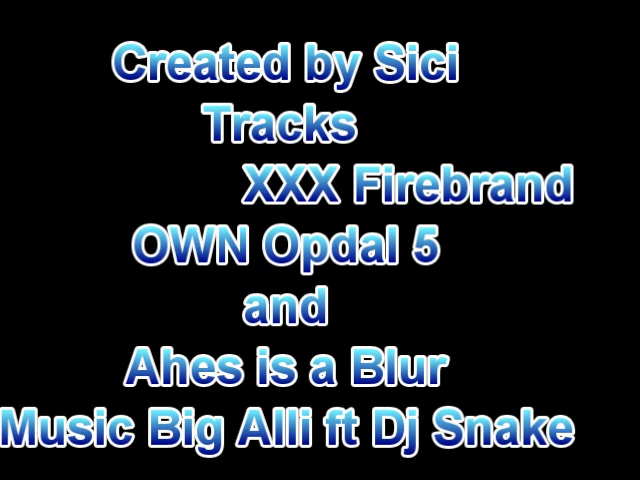 Created by Sici
Tracks
XXX Firebrand
OWN Opdal 5
and
Ahes is a Blur
Music Big Alli ft Dj Snake